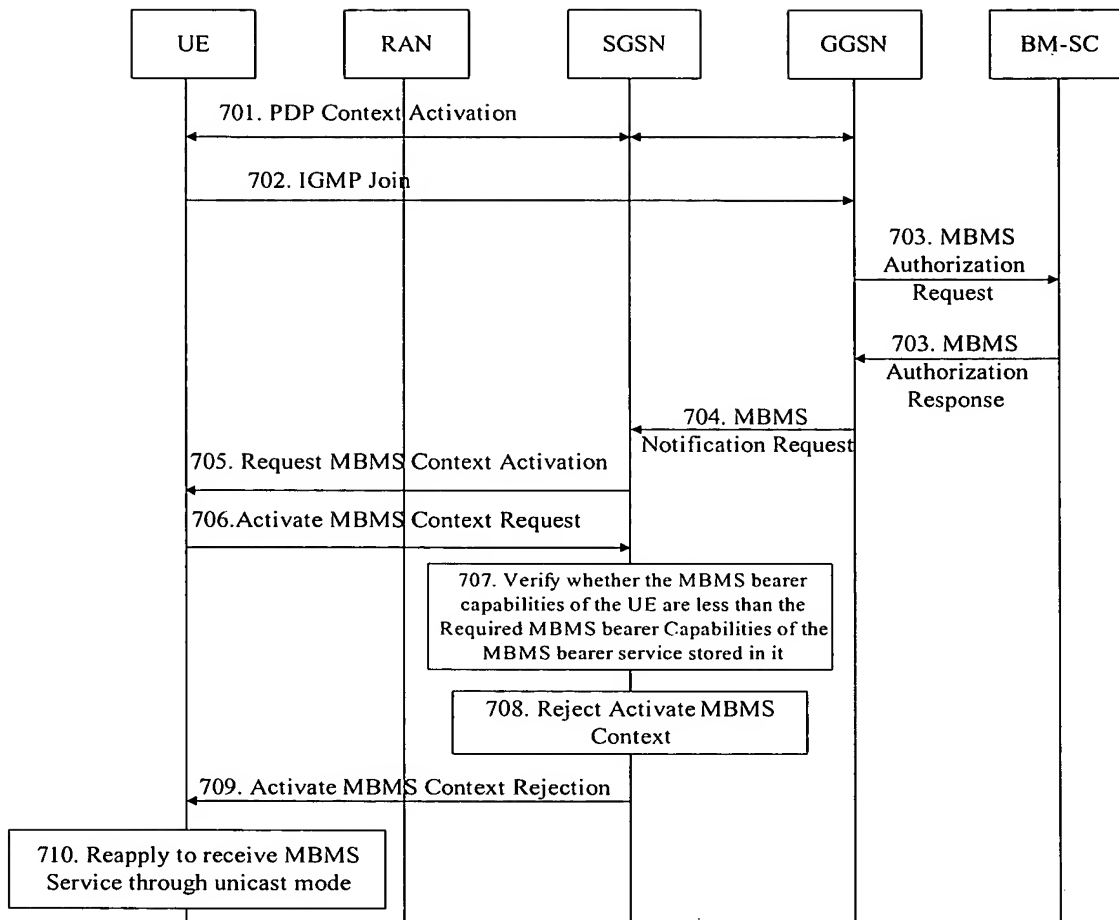 UE
RAN
SGSN
GGSN
BM-SC
701. PDP Context Activation
702. IGMP Join
703. MBMS
Authorization
Request
703. MBMS
Authorization
Response
704. MBMS
Notification Request
705. Request MBMS Context Activation
706.Activate MBMS Context Request
707. Verify whether the MBMS bearer
capabilities of the UE are less than the
Required MBMS bearer Capabilities of the
MBMS bearer service stored in it
708. Reject Activate MBMS
Context
709. Activate MBMS Context Rejection
710. Reapply to receive MBMS
Service through unicast mode